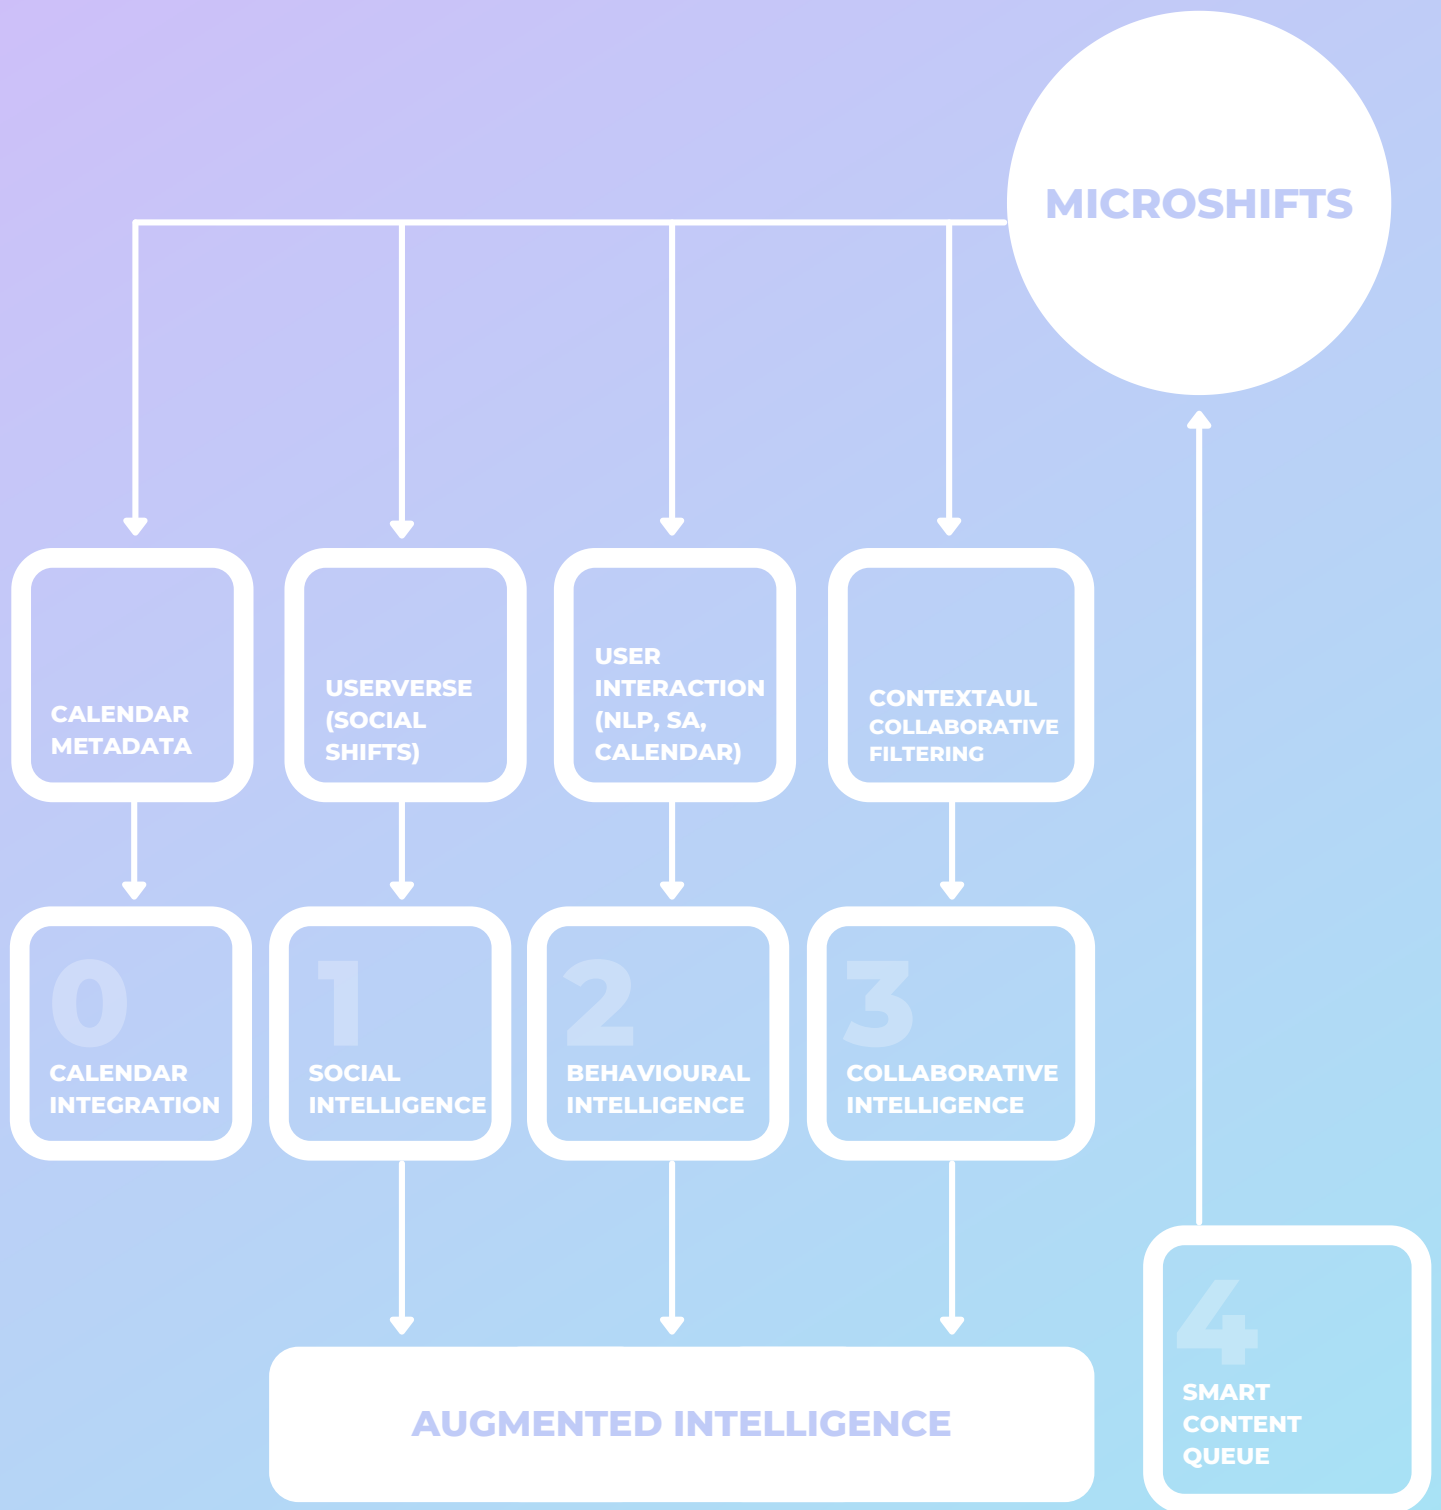 MICROSHIFTS
CALENDAR
METADATA
USERVERSE
(SOCIAL
SHIFTS)
USER
INTERACTION
(NLP, SA,
CALENDAR)
CONTEXTAUL
COLLABORATIVE
FILTERING
0
CALENDAR
INTEGRATION
1
SOCIAL
INTELLIGENCE
2
BEHAVIOURAL
INTELLIGENCE
3
COLLABORATIVE
INTELLIGENCE
AUGMENTED INTELLIGENCE
4
SMART
CONTENT
QUEUE